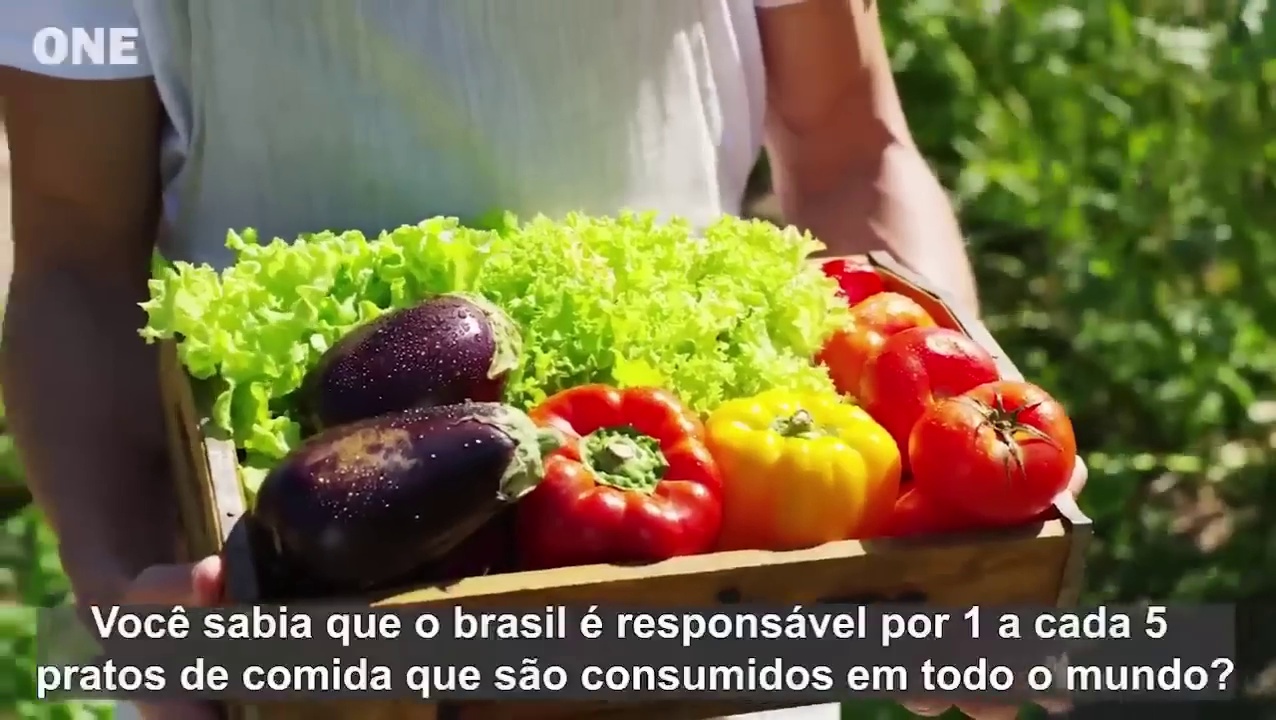 ONE
Você sabia que o brasil é responsável por 1 a cada 5
pratos de comida que são consumidos em todo o mundo?